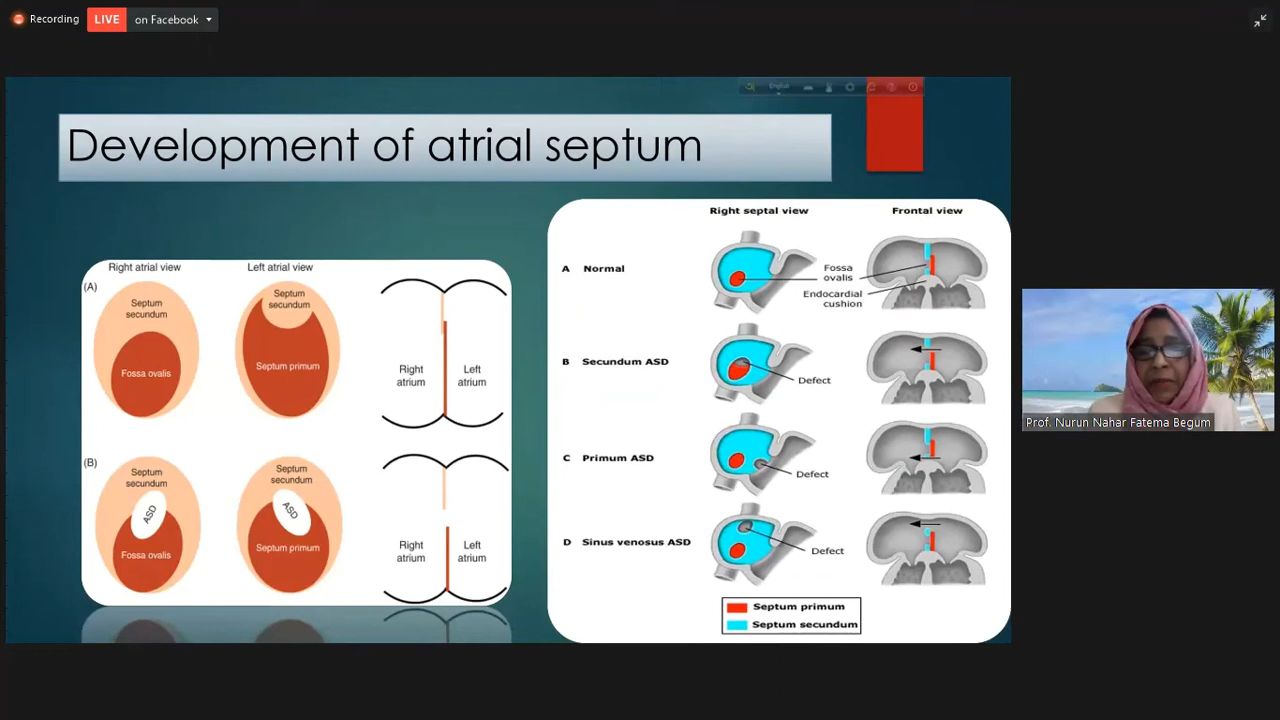 Recording
LIVE
on Facebook
English
Development of atrial septum
Right atrial view
Left atrial view
(A)
Septum
secundum
Fossa ovalis
Septum
secundum
Septum primum
Right
atrium
Left
atrium
(B)
Septum
secundum
ASD
Fossa ovalis
Septum
secundum
ASD
Septum primum
Right
atrium
Left
atrium
Right septal view
Frontal view
A Normal
Fossa
ovalis
Endocardial
cushion
B Secundum ASD
Defect
C Primum ASD
Defect
D Sinus venosus ASD
Defect
Septum primum
Septum secundum
Prof. Nurun Nahar Fatema Begum